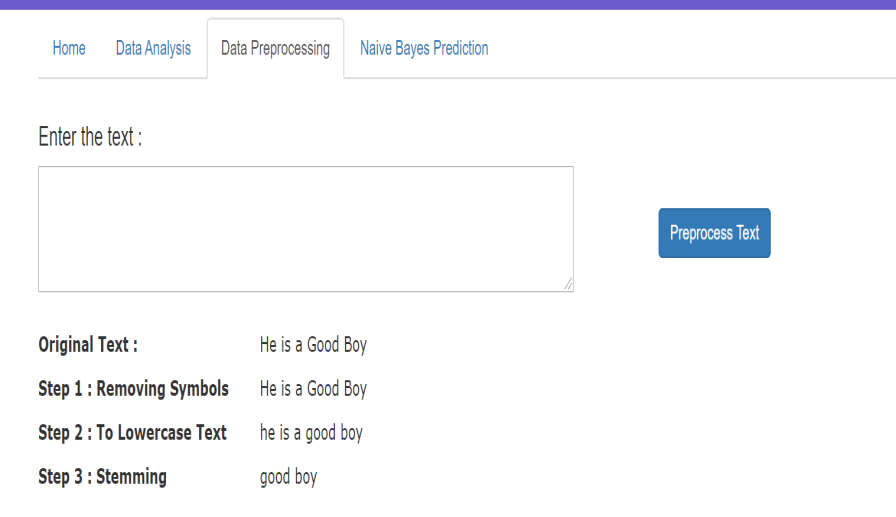 Home Data Analysis Data Preprocessing Naive Bayes Prediction
Enter the text :
Preprocess Text
Original Text : He is a Good Boy
Step 1 : Removing Symbols He is a Good Boy
Step 2 : To Lowercase Text he is a good boy
Step 3 : Stemming good boy